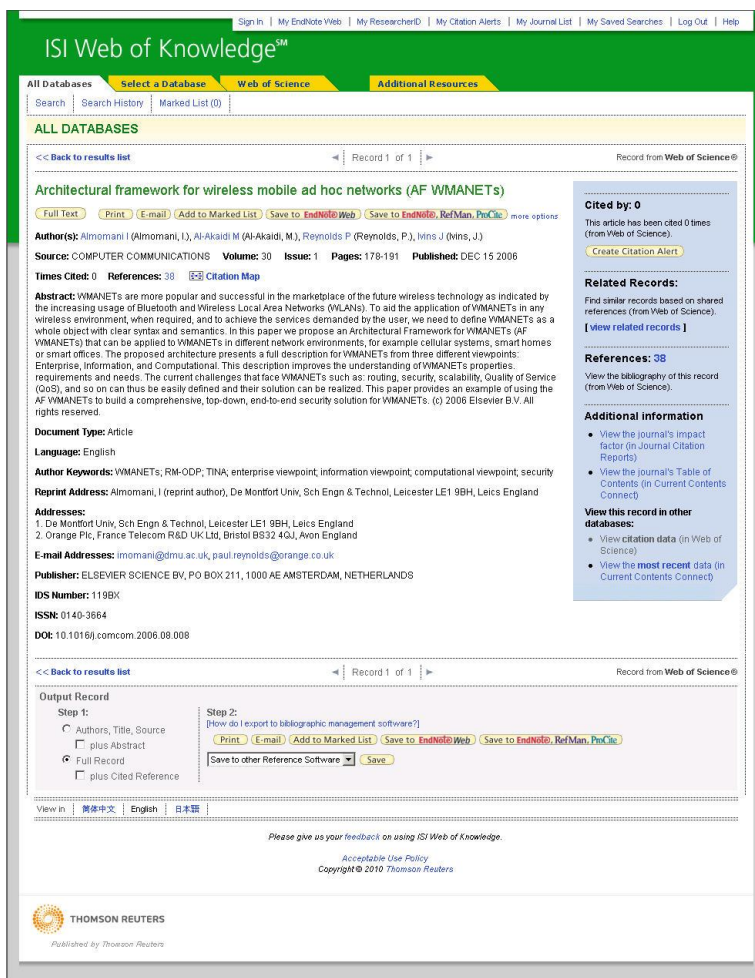 Sign In | My EndNote Web | My ResearcherID | My Citation Alerts | My Journal List | My Saved Searches | Log Out | Help
ISI Web of Knowledge℠
All Databases Select a Database Web of Science Additional Resources
Search Search History Marked List (0)
ALL DATABASES
<< Back to results list Record 1 of 1 Record from Web of Science®
Architectural framework for wireless mobile ad hoc networks (AF WMANETs)
Full Text Print E-mail Add to Marked List Save to EndNote Web Save to EndNote, RefMan, ProCite more options
Author(s): Almomani I (Almomani, I.), Al-Akaidi M (Al-Akaidi, M.), Reynolds P (Reynolds, P.), Ivins J (Ivins, J.)
Source: COMPUTER COMMUNICATIONS Volume: 30 Issue: 1 Pages: 178-191 Published: DEC 15 2006
Times Cited: 0 References: 38 Citation Map
Abstract: WMANETs are more popular and successful in the marketplace of the future wireless technology as indicated by
the increasing usage of Bluetooth and Wireless Local Area Networks (WLANs). To aid the application of WMANETs in any
wireless environment, when required, and to achieve the services demanded by the user, we need to define WMANETs as a
whole object with clear syntax and semantics. In this paper we propose an Architectural Framework for WMANETs (AF
WMANETs) that can be applied to WMANETs in different network environments, for example cellular systems, smart homes
or smart offices. The proposed architecture presents a full description for WMANETs from three different viewpoints:
Enterprise, Information, and Computational. This description improves the understanding of WMANETs properties.
requirements and needs. The current challenges that face WMANETs such as: routing, security, scalability, Quality of Service
(QoS), and so on can thus be easily defined and their solution can be realized. This paper provides an example of using the
AF WMANETs to build a comprehensive, top-down, end-to-end security solution for WMANETs. (c) 2006 Elsevier B.V. All
rights reserved.
Document Type: Article
Language: English
Author Keywords: WMANETs; RM-ODP; TINA; enterprise viewpoint; information viewpoint; computational viewpoint; security
Reprint Address: Almomani, I (reprint author), De Montfort Univ, Sch Engn & Technol, Leicester LE1 9BH, Leics England
Addresses:
1. De Montfort Univ, Sch Engn & Technol, Leicester LE1 9BH, Leics England
2. Orange Plc, France Telecom R&D UK Ltd, Bristol BS32 4QJ, Avon England
E-mail Addresses: imomani@dmu.ac.uk, paul.reynolds@orange.co.uk
Publisher: ELSEVIER SCIENCE BV, PO BOX 211, 1000 AE AMSTERDAM, NETHERLANDS
IDS Number: 119BX
ISSN: 0140-3664
DOI: 10.1016/j.comcom.2006.08.008
Cited by: 0
This article has been cited 0 times
(from Web of Science).
Create Citation Alert
Related Records:
Find similar records based on shared
references (from Web of Science).
[ view related records ]
References: 38
View the bibliography of this record
(from Web of Science).
Additional information
View the journal's impact
factor (in Journal Citation
Reports)
View the journal's Table of
Contents (in Current Contents
Connect)
View this record in other
databases:
View citation data (in Web of
Science)
View the most recent data (in
Current Contents Connect)
<< Back to results list Record 1 of 1 Record from Web of Science®
Output Record
Step 1:
Authors, Title, Source
plus Abstract
Full Record
plus Cited Reference
Step 2:
[How do I export to bibliographic management software?]
Print E-mail Add to Marked List Save to EndNote Web Save to EndNote, RefMan, ProCite
Save to other Reference Software Save
View in 简体中文 English 日本語
Please give us your feedback on using ISI Web of Knowledge.
Acceptable Use Policy
Copyright © 2010 Thomson Reuters
THOMSON REUTERS
Published by Thomson Reuters